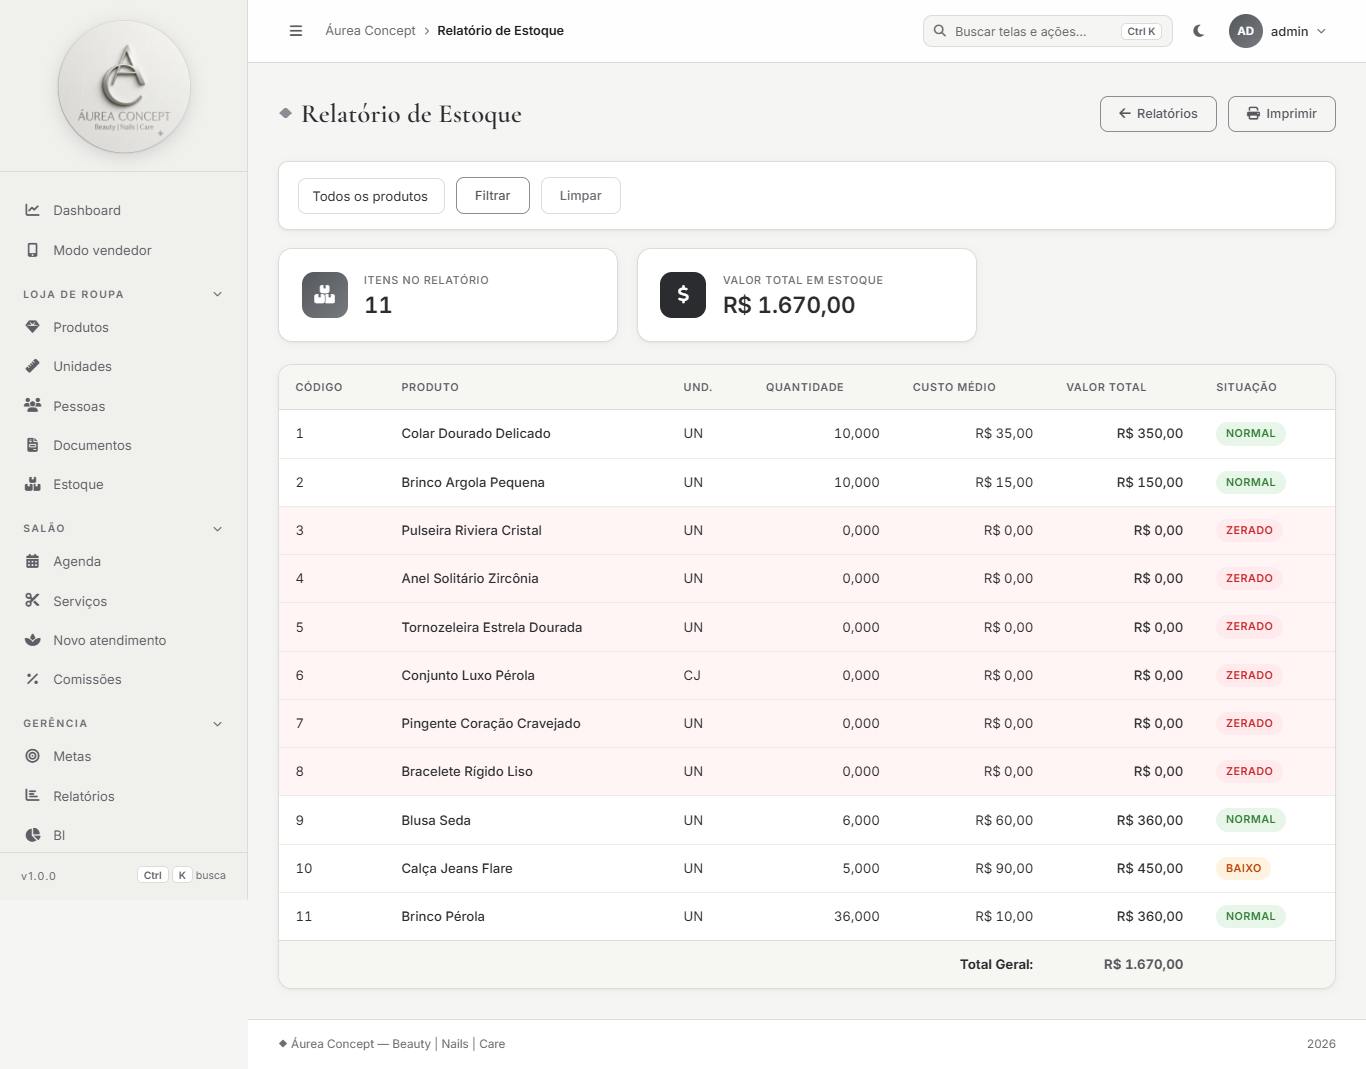 ÁUREA CONCEPT
Beauty | Nails | Care
Dashboard
Modo vendedor
LOJA DE ROUPA
Produtos
Unidades
Pessoas
Documentos
Estoque
SALÃO
Agenda
Serviços
Novo atendimento
Comissões
GERÊNCIA
Metas
Relatórios
BI
v1.0.0 Ctrl K busca
Áurea Concept › Relatório de Estoque
Buscar telas e ações... Ctrl K
AD admin
Relatório de Estoque
Relatórios Imprimir
Todos os produtos Filtrar Limpar
ITENS NO RELATÓRIO
11
VALOR TOTAL EM ESTOQUE
R$ 1.670,00
CÓDIGO PRODUTO UND. QUANTIDADE CUSTO MÉDIO VALOR TOTAL SITUAÇÃO
1 Colar Dourado Delicado UN 10,000 R$ 35,00 R$ 350,00 NORMAL
2 Brinco Argola Pequena UN 10,000 R$ 15,00 R$ 150,00 NORMAL
3 Pulseira Riviera Cristal UN 0,000 R$ 0,00 R$ 0,00 ZERADO
4 Anel Solitário Zircônia UN 0,000 R$ 0,00 R$ 0,00 ZERADO
5 Tornozeleira Estrela Dourada UN 0,000 R$ 0,00 R$ 0,00 ZERADO
6 Conjunto Luxo Pérola CJ 0,000 R$ 0,00 R$ 0,00 ZERADO
7 Pingente Coração Cravejado UN 0,000 R$ 0,00 R$ 0,00 ZERADO
8 Bracelete Rígido Liso UN 0,000 R$ 0,00 R$ 0,00 ZERADO
9 Blusa Seda UN 6,000 R$ 60,00 R$ 360,00 NORMAL
10 Calça Jeans Flare UN 5,000 R$ 90,00 R$ 450,00 BAIXO
11 Brinco Pérola UN 36,000 R$ 10,00 R$ 360,00 NORMAL
Total Geral: R$ 1.670,00
Áurea Concept — Beauty | Nails | Care 2026